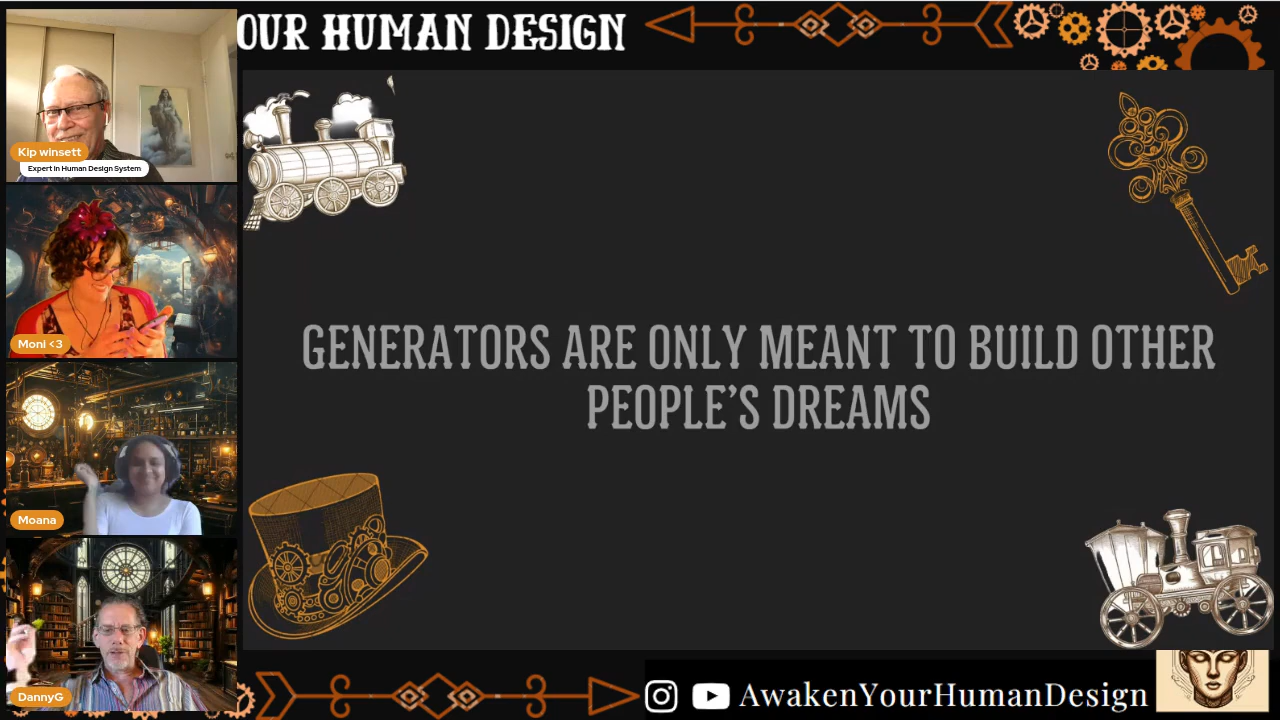 OUR HUMAN DESIGN
Kip winsett
Expert in Human Design System
Moni <3
Moana
DannyG
GENERATORS ARE ONLY MEANT TO BUILD OTHER
PEOPLE'S DREAMS
AwakenYourHumanDesign